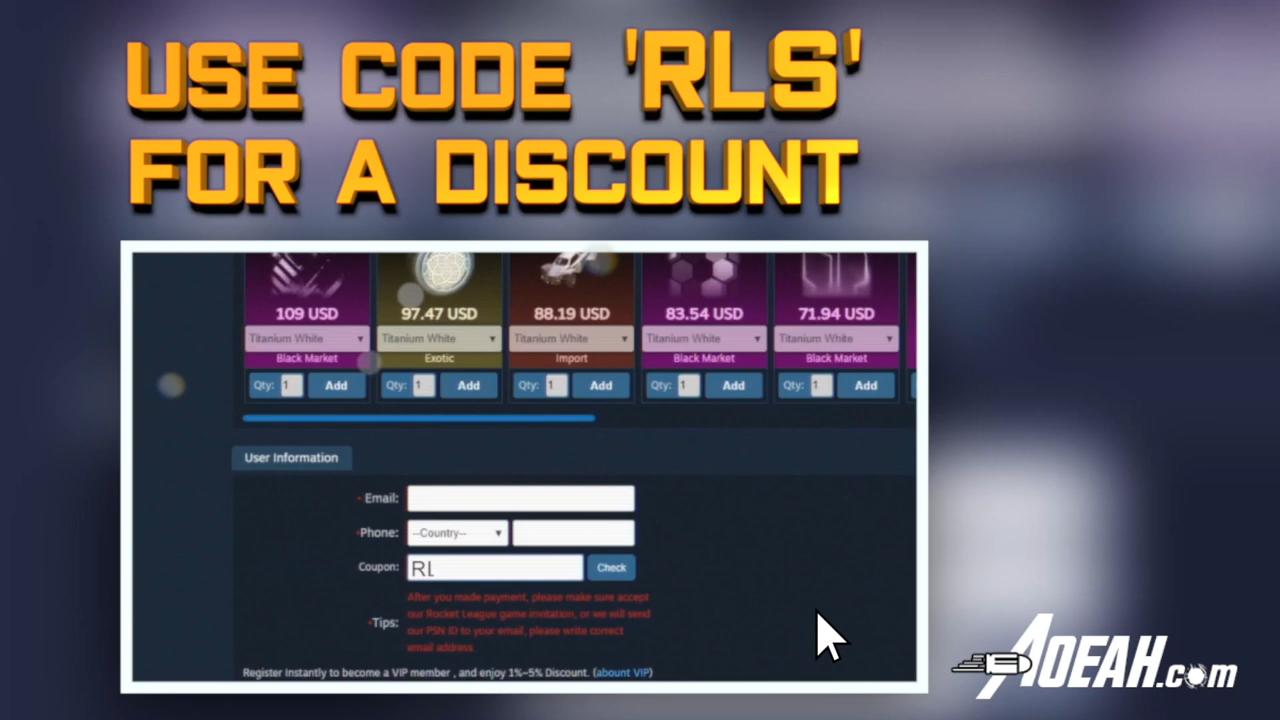 USE CODE 'RLS'
FOR A DISCOUNT
109 USD 97.47 USD 88.19 USD 83.54 USD 71.94 USD
Titanium White Titanium White Titanium White Titanium White Titanium White
Black Market Exotic Import Black Market Black Market
Qty: 1 Add Qty: 1 Add Qty: 1 Add Qty: 1 Add Qty: 1 Add
User Information
* Email:
*Phone: --Country--
Coupon: RL Check
*Tips: After you made payment, please make sure accept
our Rocket League game invitation, or we will send
our PSN ID to your email, please write correct
email address
Register Instantly to become a VIP member , and enjoy 1%~5% Discount. (abount VIP)
AOEAH.com